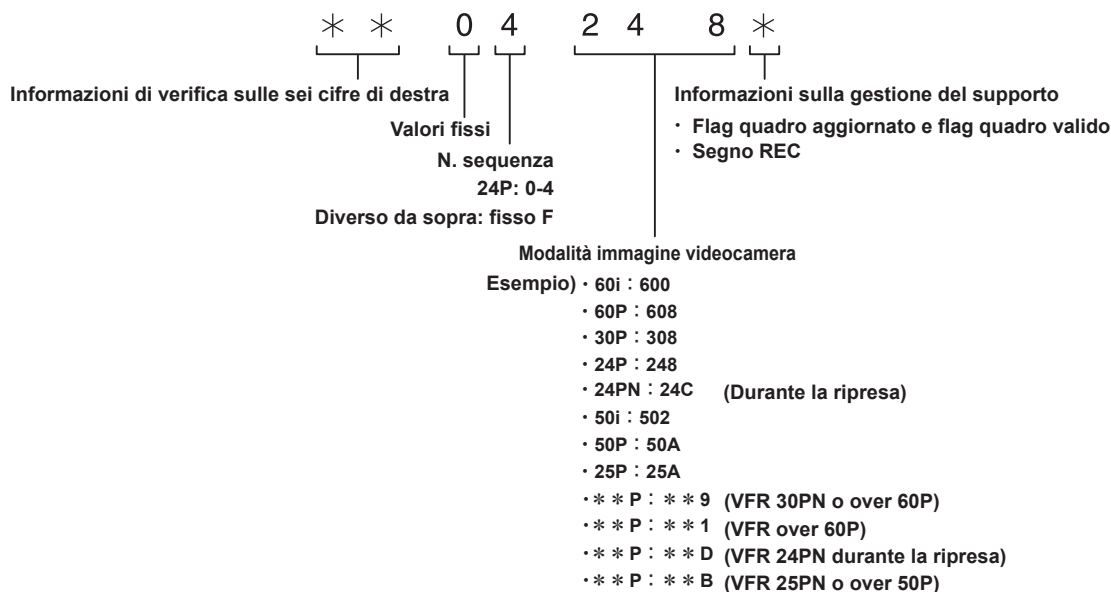 ＊ ＊ 0 4 2 4 8 ＊
Informazioni di verifica sulle sei cifre di destra
Valori fissi
N. sequenza
24P: 0-4
Diverso da sopra: fisso F
Informazioni sulla gestione del supporto
・ Flag quadro aggiornato e flag quadro valido
・ Segno REC
Modalità immagine videocamera
Esempio) ・60i：600
・60P：608
・30P：308
・24P：248
・24PN：24C (Durante la ripresa)
・50i：502
・50P：50A
・25P：25A
・＊＊P：＊＊9 (VFR 30PN o over 60P)
・＊＊P：＊＊1 (VFR over 60P)
・＊＊P：＊＊D (VFR 24PN durante la ripresa)
・＊＊P：＊＊B (VFR 25PN o over 50P)